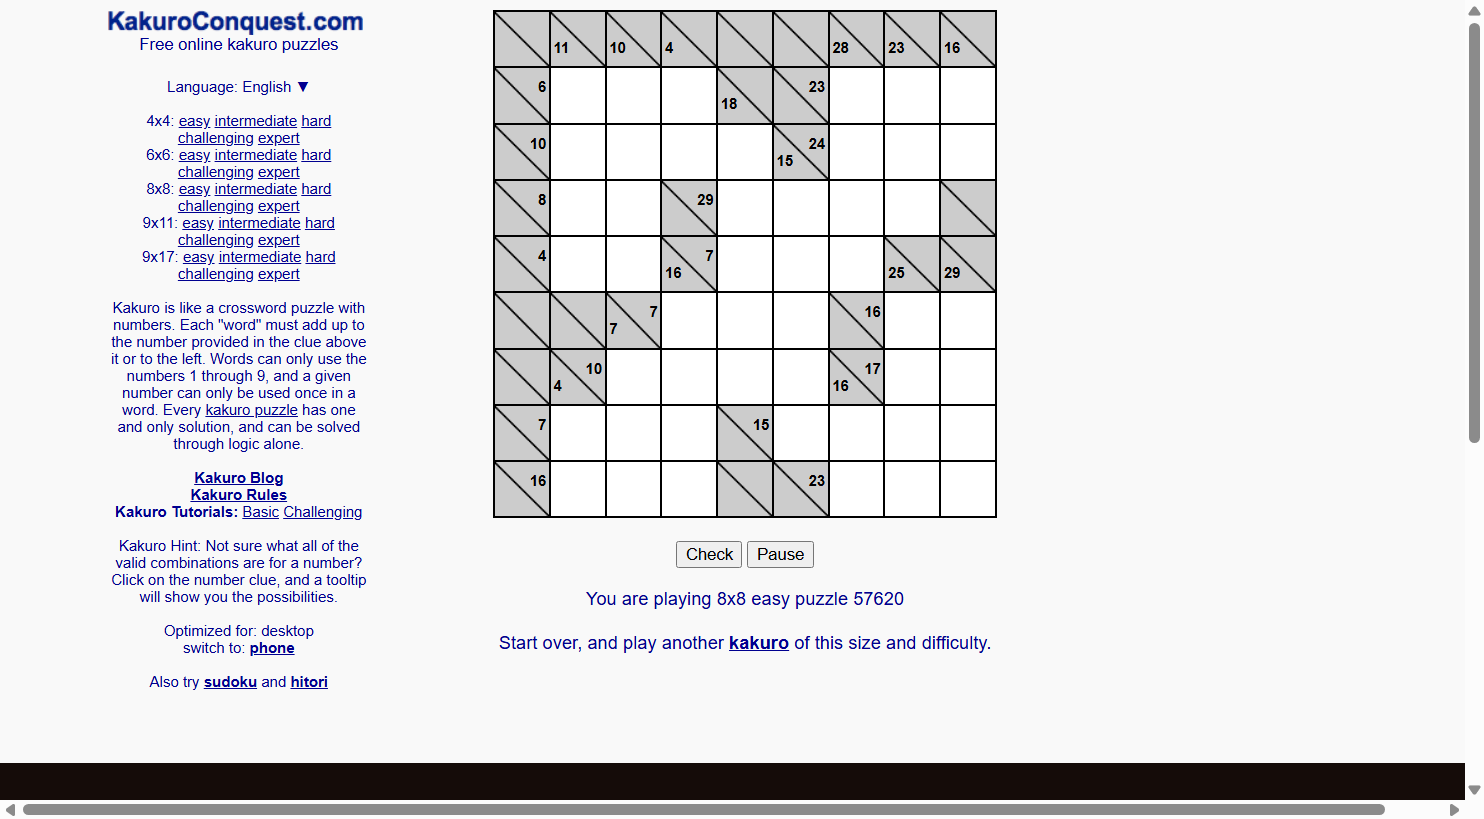 KakuroConquest.com
Free online kakuro puzzles
Language: English ▼
4x4: easy intermediate hard
challenging expert
6x6: easy intermediate hard
challenging expert
8x8: easy intermediate hard
challenging expert
9x11: easy intermediate hard
challenging expert
9x17: easy intermediate hard
challenging expert
Kakuro is like a crossword puzzle with
numbers. Each "word" must add up to
the number provided in the clue above
it or to the left. Words can only use the
numbers 1 through 9, and a given
number can only be used once in a
word. Every kakuro puzzle has one
and only solution, and can be solved
through logic alone.
Kakuro Blog
Kakuro Rules
Kakuro Tutorials: Basic Challenging
Kakuro Hint: Not sure what all of the
valid combinations are for a number?
Click on the number clue, and a tooltip
will show you the possibilities.
Optimized for: desktop
switch to: phone
Also try sudoku and hitori
11 10 4 28 23 16
6 18 23
10 15 24
8 29
4 16 7 25 29
7 7 16
4 10 16 17
7 15
16 23
Check Pause
You are playing 8x8 easy puzzle 57620
Start over, and play another kakuro of this size and difficulty.